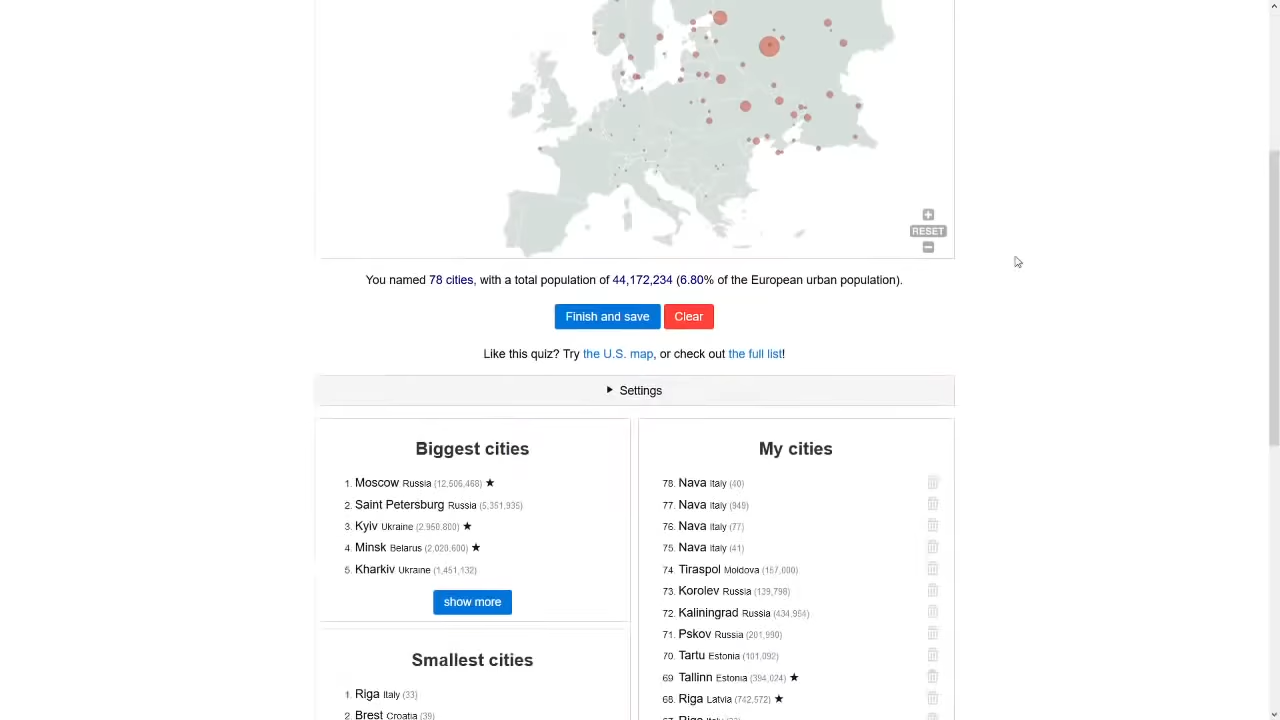 RESET
You named 78 cities, with a total population of 44,172,234 (6.80% of the European urban population).
Finish and save
Clear
Like this quiz? Try the U.S. map, or check out the full list!
Settings
Biggest cities
1. Moscow Russia (12,506,468) ★
2. Saint Petersburg Russia (5,351,935)
3. Kyiv Ukraine (2,950,800) ★
4. Minsk Belarus (2,020,600) ★
5. Kharkiv Ukraine (1,451,132)
show more
Smallest cities
1. Riga Italy (33)
2. Brest Croatia (39)
My cities
78. Nava Italy (40)
77. Nava Italy (949)
76. Nava Italy (77)
75. Nava Italy (41)
74. Tiraspol Moldova (157,000)
73. Korolev Russia (139,798)
72. Kaliningrad Russia (434,954)
71. Pskov Russia (201,990)
70. Tartu Estonia (101,092)
69 Tallinn Estonia (394,024) ★
68. Riga Latvia (742,572) ★